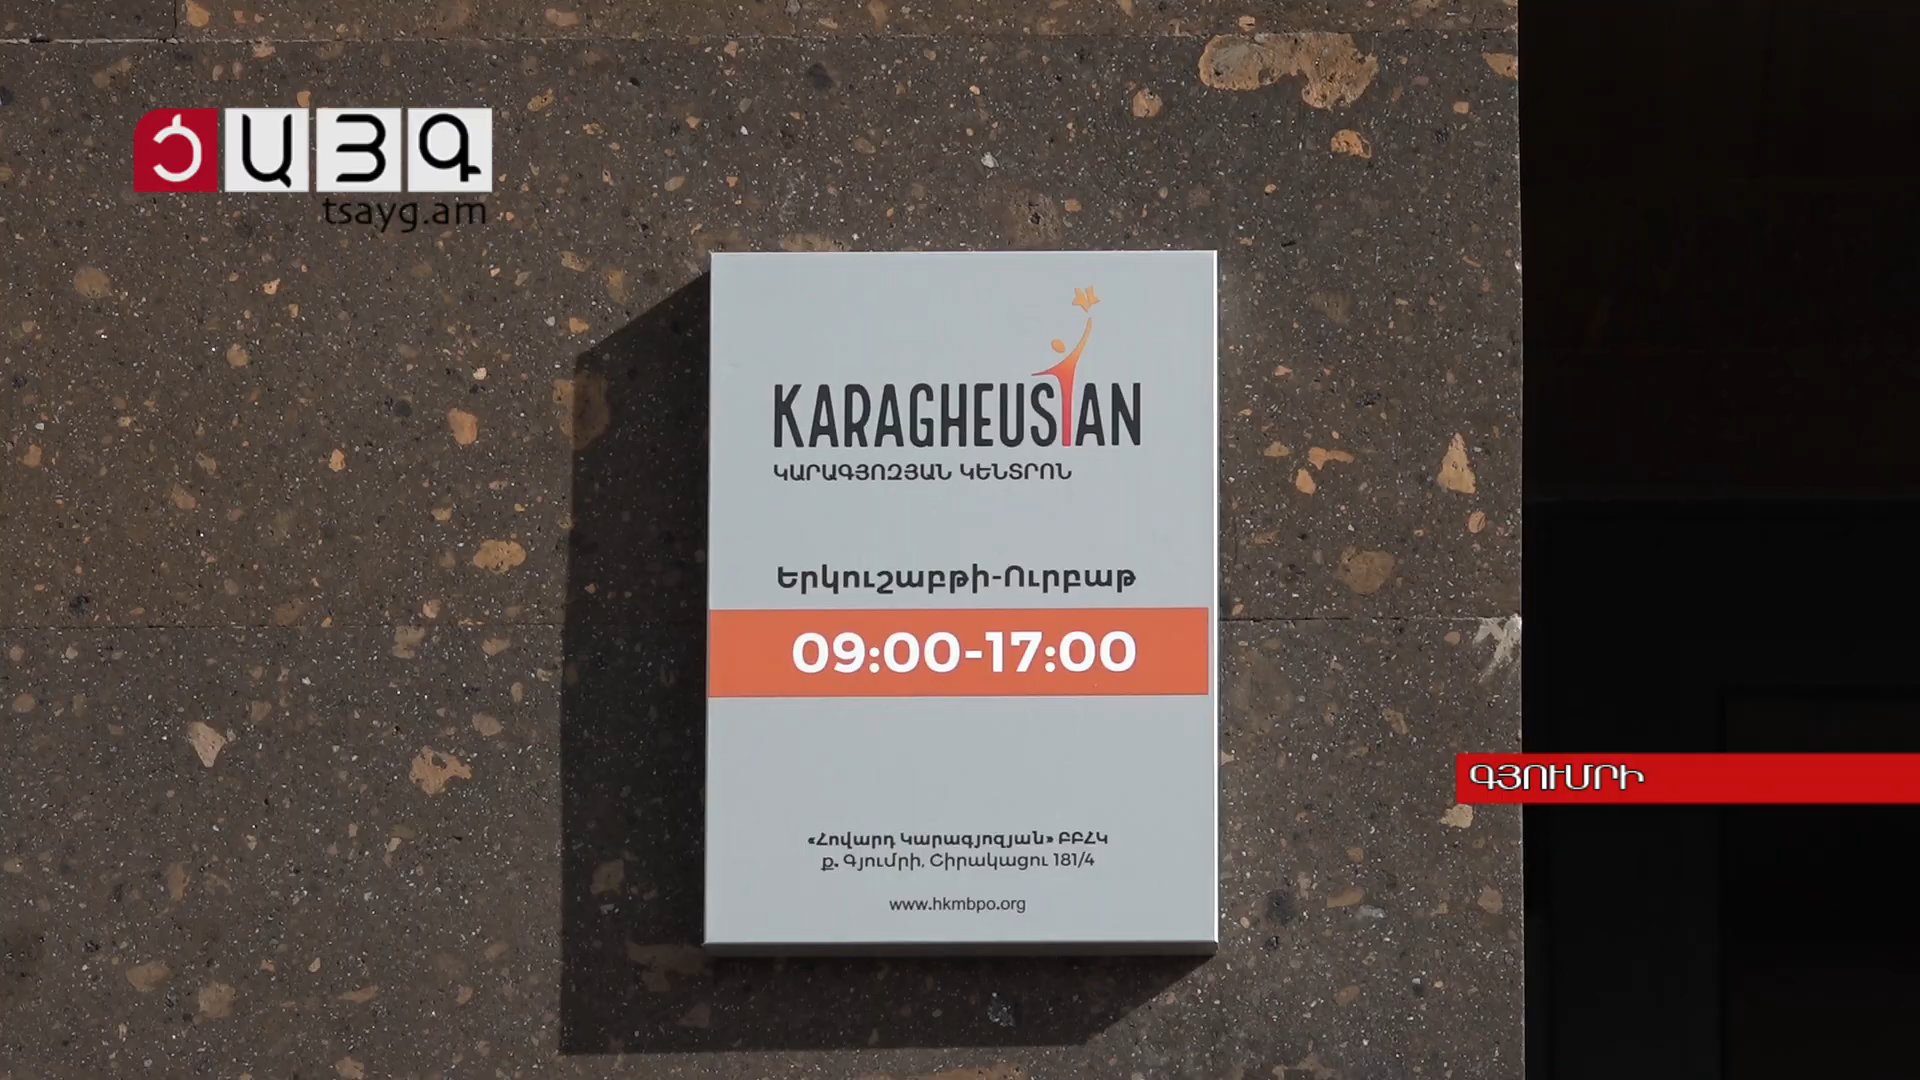 ՑԱՅԳ
tsayg.am
KARAGHEUSIAN
ԿԱՐԱԳՅՈԶՅԱՆ ԿԵՆՏՐՈՆ
Երկուշաբթի-Ուրբաթ
09:00-17:00
ԳՅՈՒՄՐԻ
«Հովարդ Կարագյոզյան» ԲԲՀԿ
ք. Գյումրի, Շիրակացու 181/4
www.hkmbpo.org